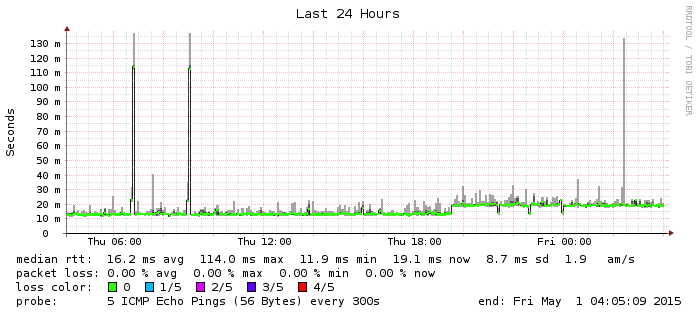 Last 24 Hours
RRDTOOL / TOBI OETIKER
Seconds
130 m
120 m
110 m
100 m
90 m
80 m
70 m
60 m
50 m
40 m
30 m
20 m
10 m
0
Thu 06:00 Thu 12:00 Thu 18:00 Fri 00:00
median rtt: 16.2 ms avg 114.0 ms max 11.9 ms min 19.1 ms now 8.7 ms sd 1.9 am/s
packet loss: 0.00 % avg 0.00 % max 0.00 % min 0.00 % now
loss color: 0 1/5 2/5 3/5 4/5
probe: 5 ICMP Echo Pings (56 Bytes) every 300s end: Fri May 1 04:05:09 2015